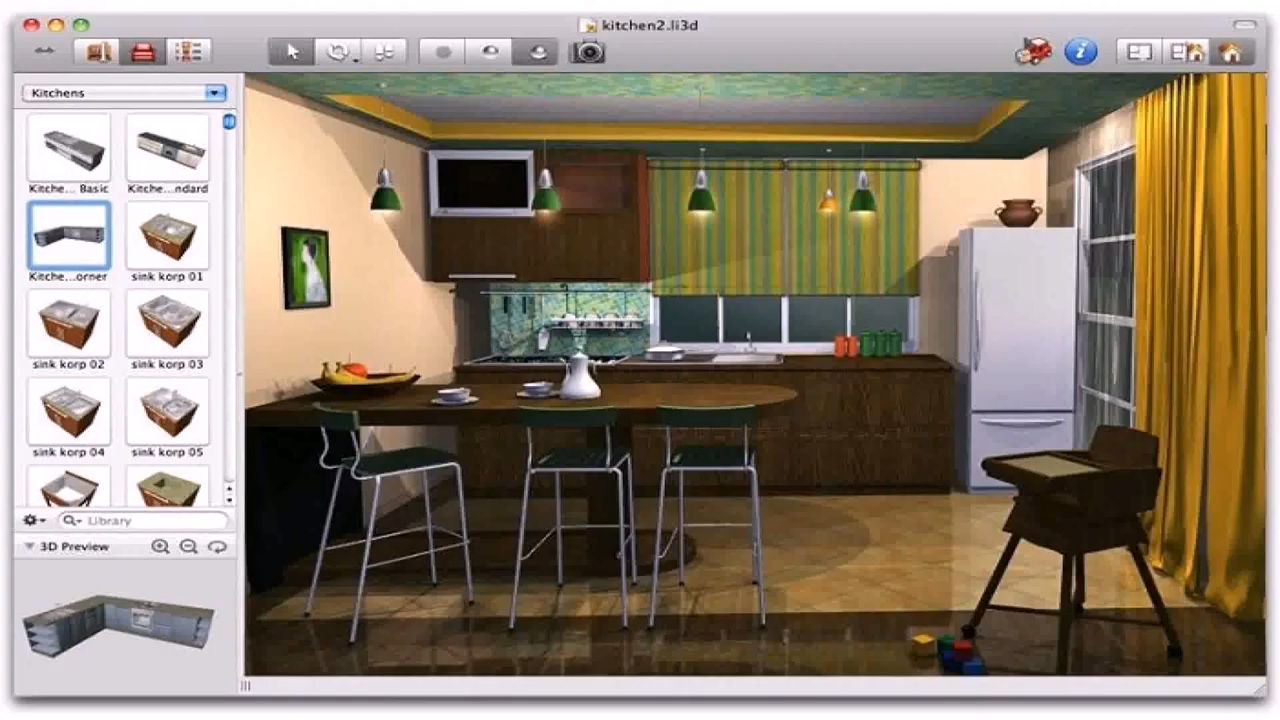 kitchen2.li3d
Kitchens
Kitche... Basic
Kitche...ndard
Kitche...orner
sink korp 01
sink korp 02
sink korp 03
sink korp 04
sink korp 05
Library
3D Preview